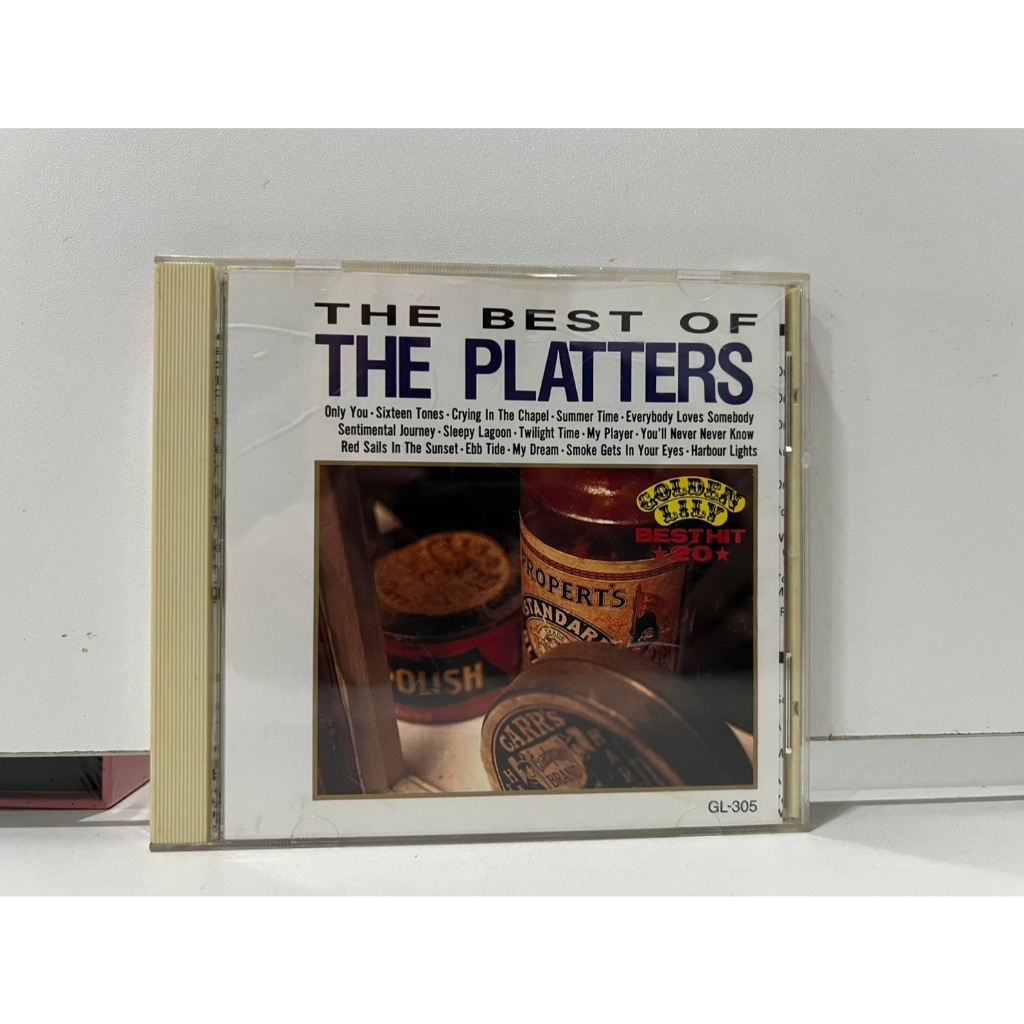 THE BEST OF
THE PLATTERS
Only You · Sixteen Tones · Crying In The Chapel · Summer Time · Everybody Loves Somebody
Sentimental Journey · Sleepy Lagoon · Twilight Time · My Player · You'll Never Never Know
Red Sails In The Sunset · Ebb Tide · My Dream · Smoke Gets In Your Eyes · Harbour Lights
GOLDEN
LILY
BEST HIT
★20★
PROPERT'S
STANDAR
POLISH
CARR'S
BRAND
GL-305